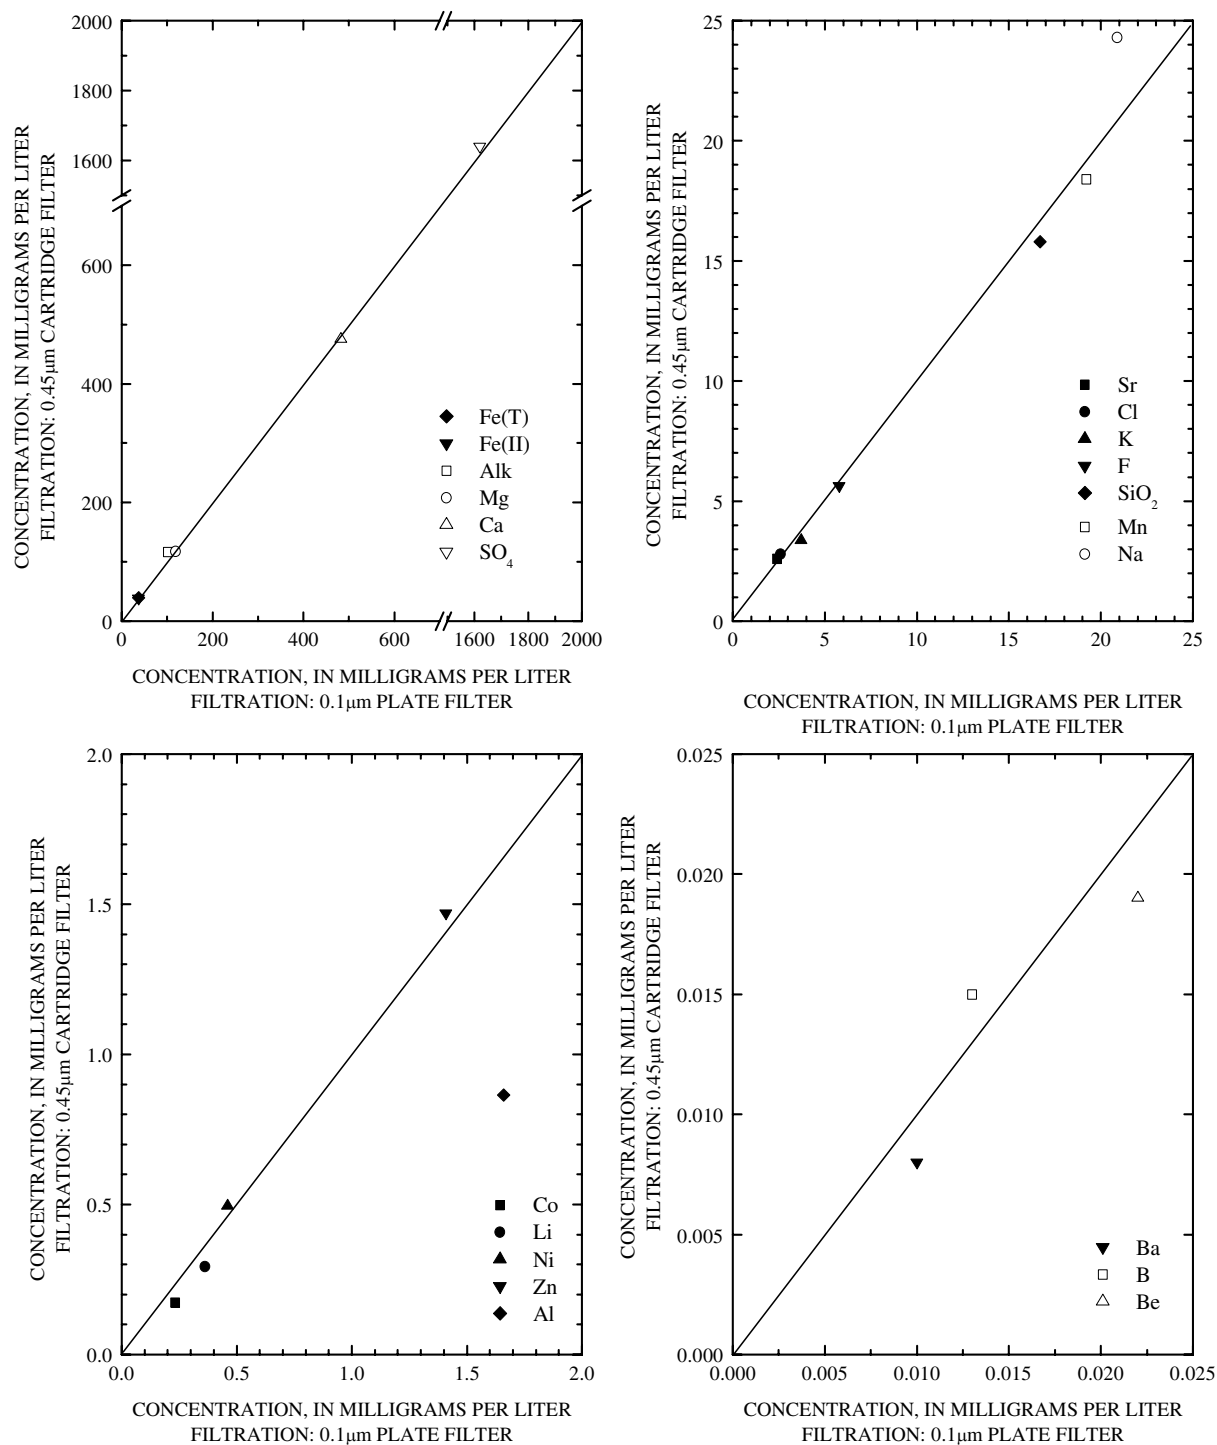 2000
1800
1600
600
400
200
0
0
200
400
600
1600
2000
CONCENTRATION, IN MILLIGRAMS PER LITER
FILTRATION: 0.45μm CARTRIDGE FILTER
Fe(T)
Fe(II)
Alk
Mg
Ca
SO4
CONCENTRATION, IN MILLIGRAMS PER LITER
FILTRATION: 0.1μm PLATE FILTER
25
20
15
10
5
0
0
5
10
15
20
25
CONCENTRATION, IN MILLIGRAMS PER LITER
FILTRATION: 0.45μm CARTRIDGE FILTER
Sr
Cl
K
F
SiO2
Mn
Na
CONCENTRATION, IN MILLIGRAMS PER LITER
FILTRATION: 0.1μm PLATE FILTER
2.0
1.5
1.0
0.5
0.0
0.0
0.5
1.0
1.5
2.0
CONCENTRATION, IN MILLIGRAMS PER LITER
FILTRATION: 0.45μm CARTRIDGE FILTER
Co
Li
Ni
Zn
Al
CONCENTRATION, IN MILLIGRAMS PER LITER
FILTRATION: 0.1μm PLATE FILTER
0.025
0.020
0.015
0.010
0.005
0.000
0.000
0.005
0.010
0.015
0.020
0.025
CONCENTRATION, IN MILLIGRAMS PER LITER
FILTRATION: 0.45μm CARTRIDGE FILTER
Ba
B
Be
CONCENTRATION, IN MILLIGRAMS PER LITER
FILTRATION: 0.1μm PLATE FILTER